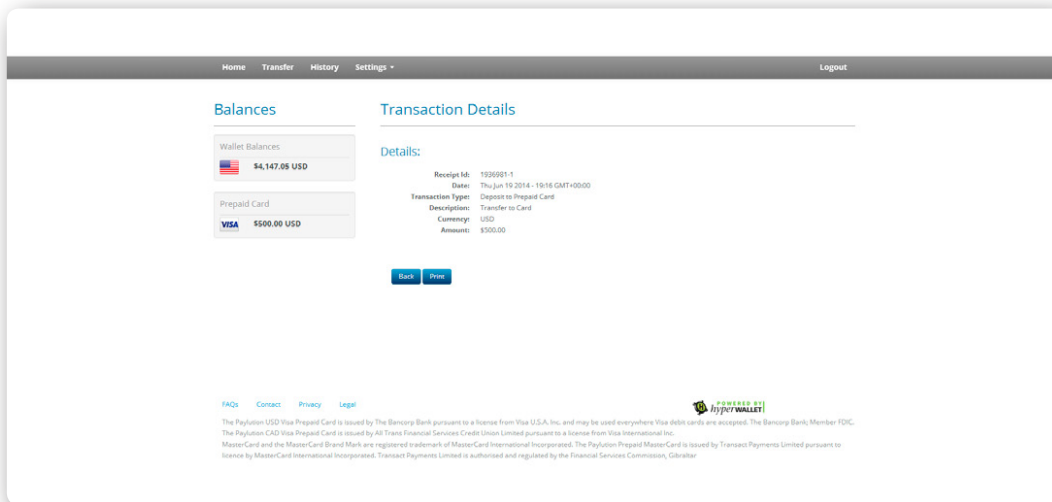 Home Transfer History Settings Logout
Balances
Wallet Balances
$4,147.05 USD
Prepaid Card
VISA $500.00 USD
Transaction Details
Details:
Receipt Id: 1936981-1
Date: Thu Jun 19 2014 - 19:16 GMT+00:00
Transaction Type: Deposit to Prepaid Card
Description: Transfer to Card
Currency: USD
Amount: $500.00
Back Print
FAQs Contact Privacy Legal
POWERED BY
hyperWALLET
The Paylution USD Visa Prepaid Card is issued by The Bancorp Bank pursuant to a license from Visa U.S.A. Inc. and may be used everywhere Visa debit cards are accepted. The Bancorp Bank; Member FDIC.
The Paylution CAD Visa Prepaid Card is issued by All Trans Financial Services Credit Union Limited pursuant to a license from Visa International Inc.
MasterCard and the MasterCard Brand Mark are registered trademark of MasterCard International Incorporated. The Paylution Prepaid MasterCard is issued by Transact Payments Limited pursuant to
licence by MasterCard International Incorporated. Transact Payments Limited is authorised and regulated by the Financial Services Commission, Gibraltar